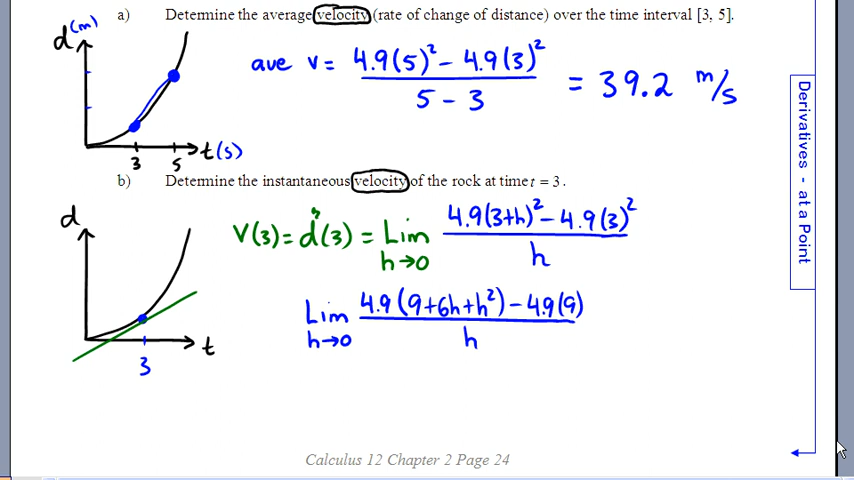 a) Determine the average velocity (rate of change of distance) over the time interval [3, 5].
d(m)
ave v = 4.9(5)² - 4.9(3)² / 5 - 3 = 39.2 m/s
3 5 t(s)
b) Determine the instantaneous velocity of the rock at time t = 3.
d
V(3) = d'(3) = Lim h→0 4.9(3+h)² - 4.9(3)² / h
Lim h→0 4.9(9+6h+h²) - 4.9(9) / h
3 t
Derivatives - at a Point
Calculus 12 Chapter 2 Page 24